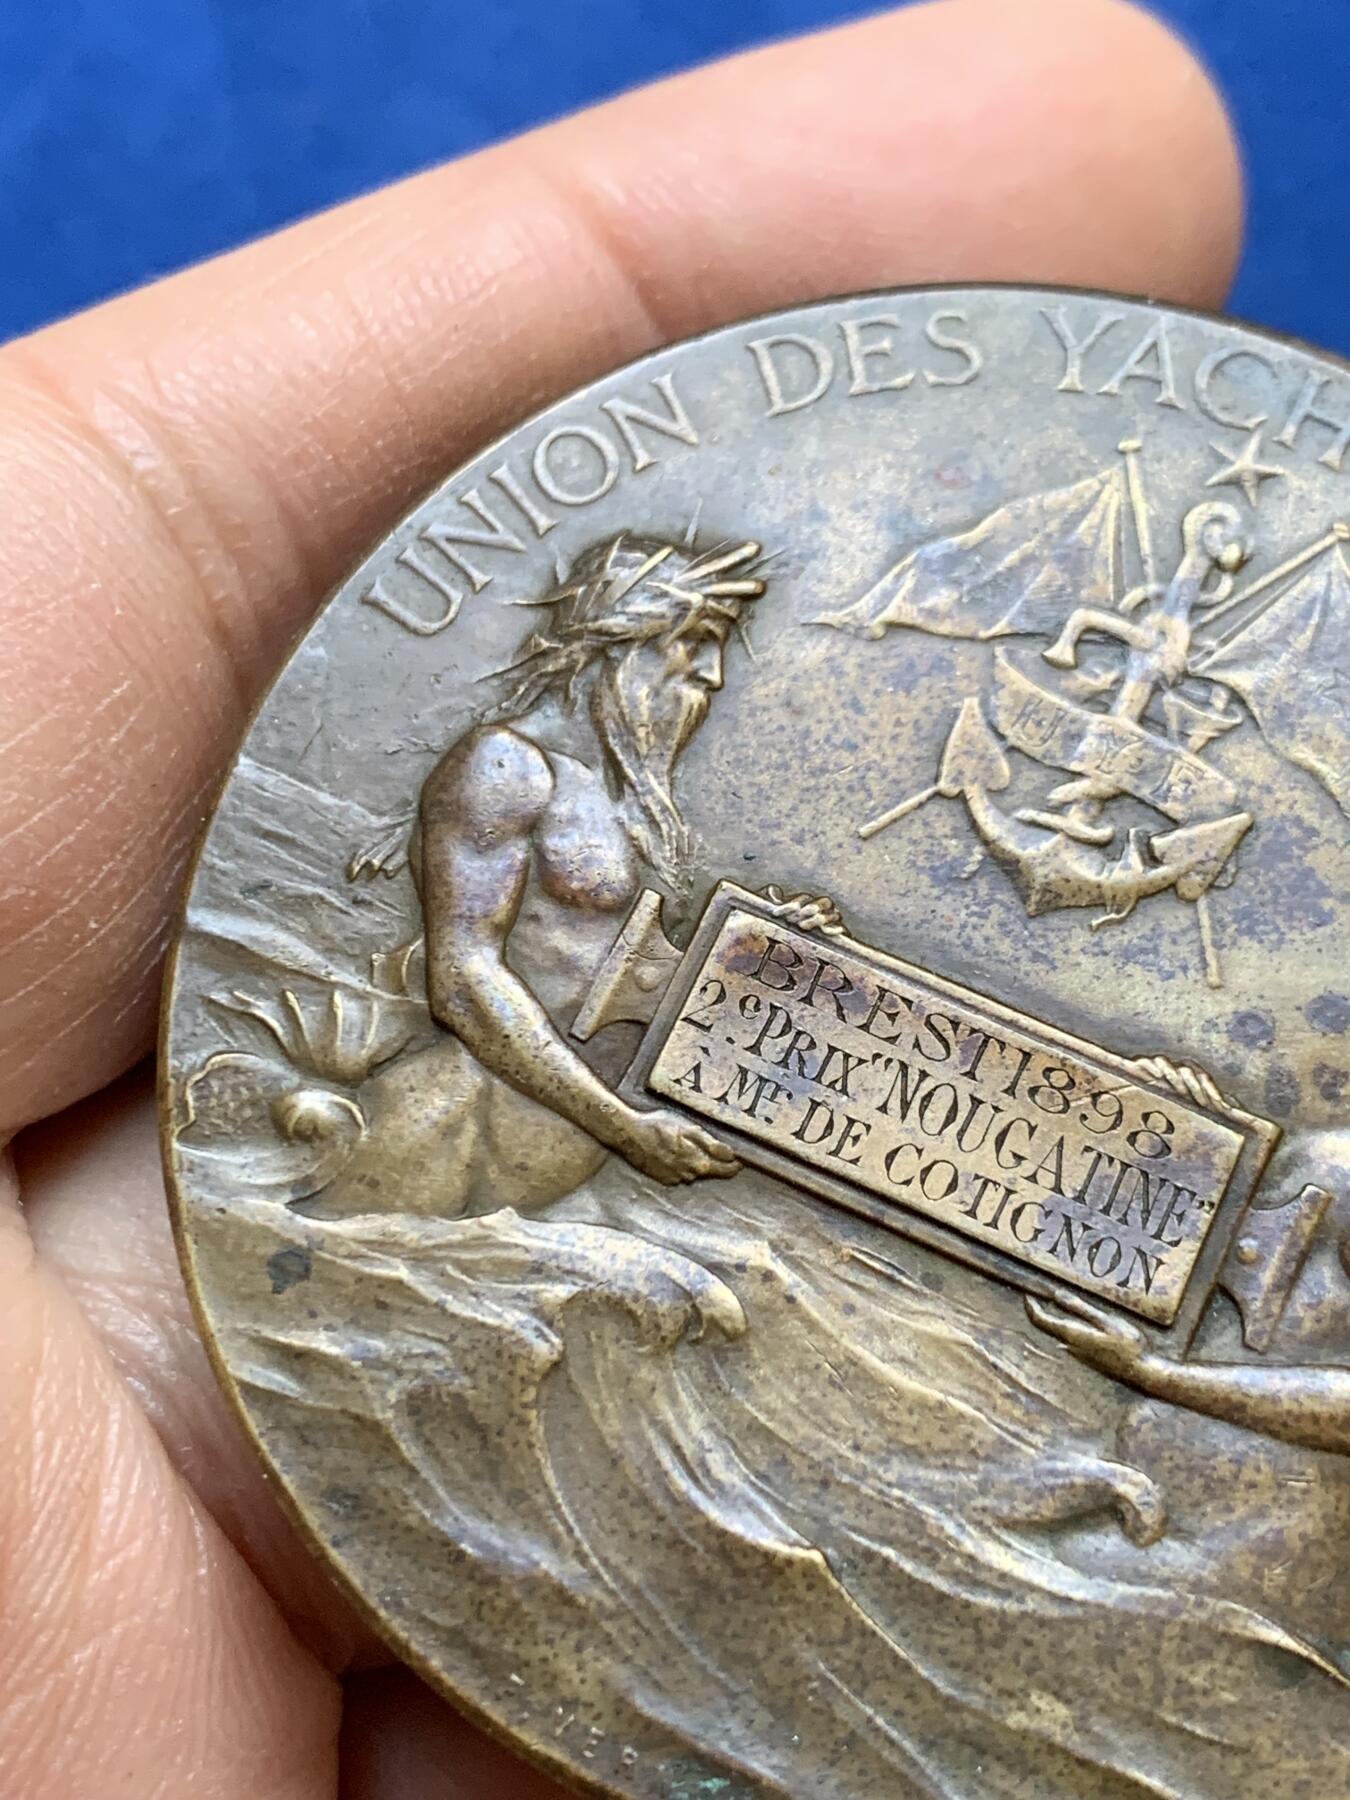 UNION DES YACH
U Y F
BREST 1898
2e PRIX "NOUGATINE"
À Mr. DE COTIGNON